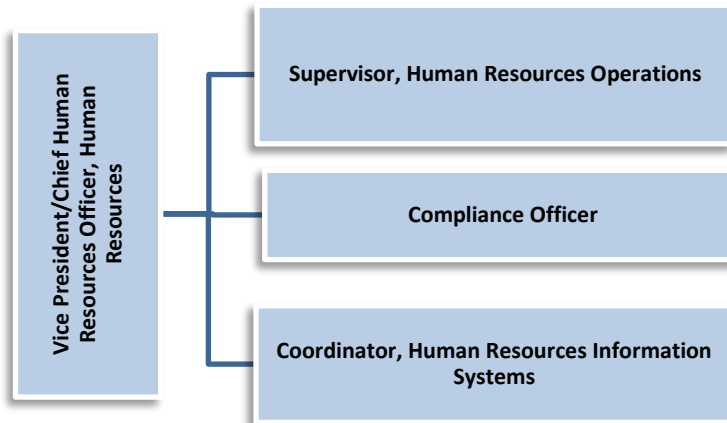 Vice President/Chief Human
Resources Officer, Human
Resources
Supervisor, Human Resources Operations
Compliance Officer
Coordinator, Human Resources Information
Systems